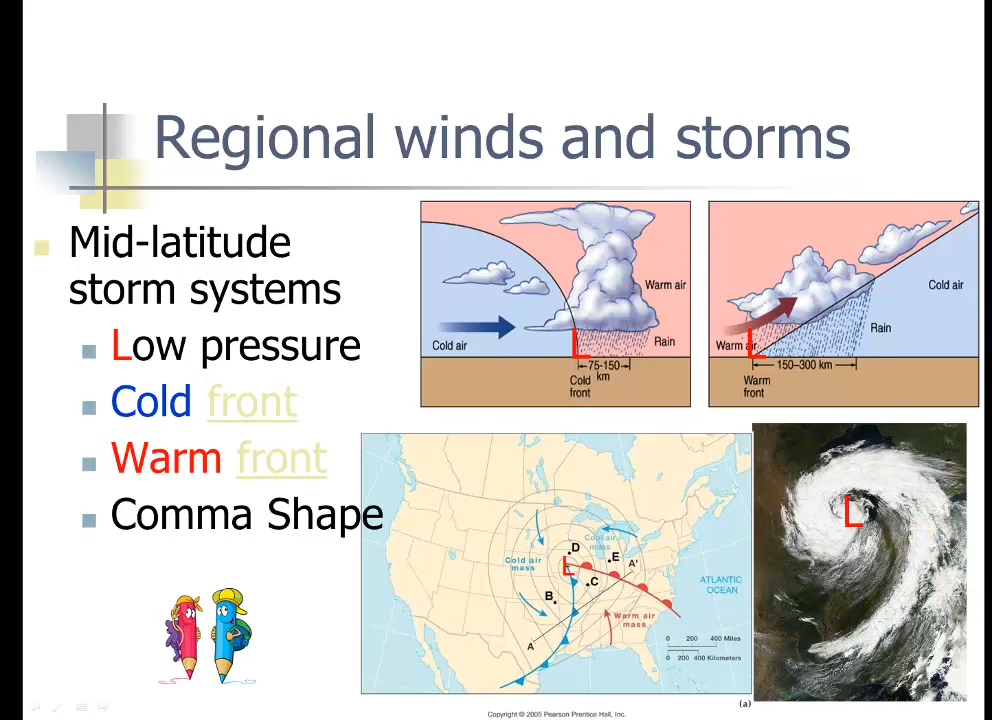 Regional winds and storms
Mid-latitude
storm systems
Low pressure
Cold front
Warm front
Comma Shape
Warm air
Cold air
L
Rain
75-150
km
Cold
front
Cold air
Rain
Warm air
L
150–300 km
Warm
front
Cold air
mass
Cool air
mass
D
E
L
A'
C
B
A
Warm air
mass
ATLANTIC
OCEAN
0 200 400 Miles
0 200 400 Kilometers
(a)
L
Copyright © 2005 Pearson Prentice Hall, Inc.